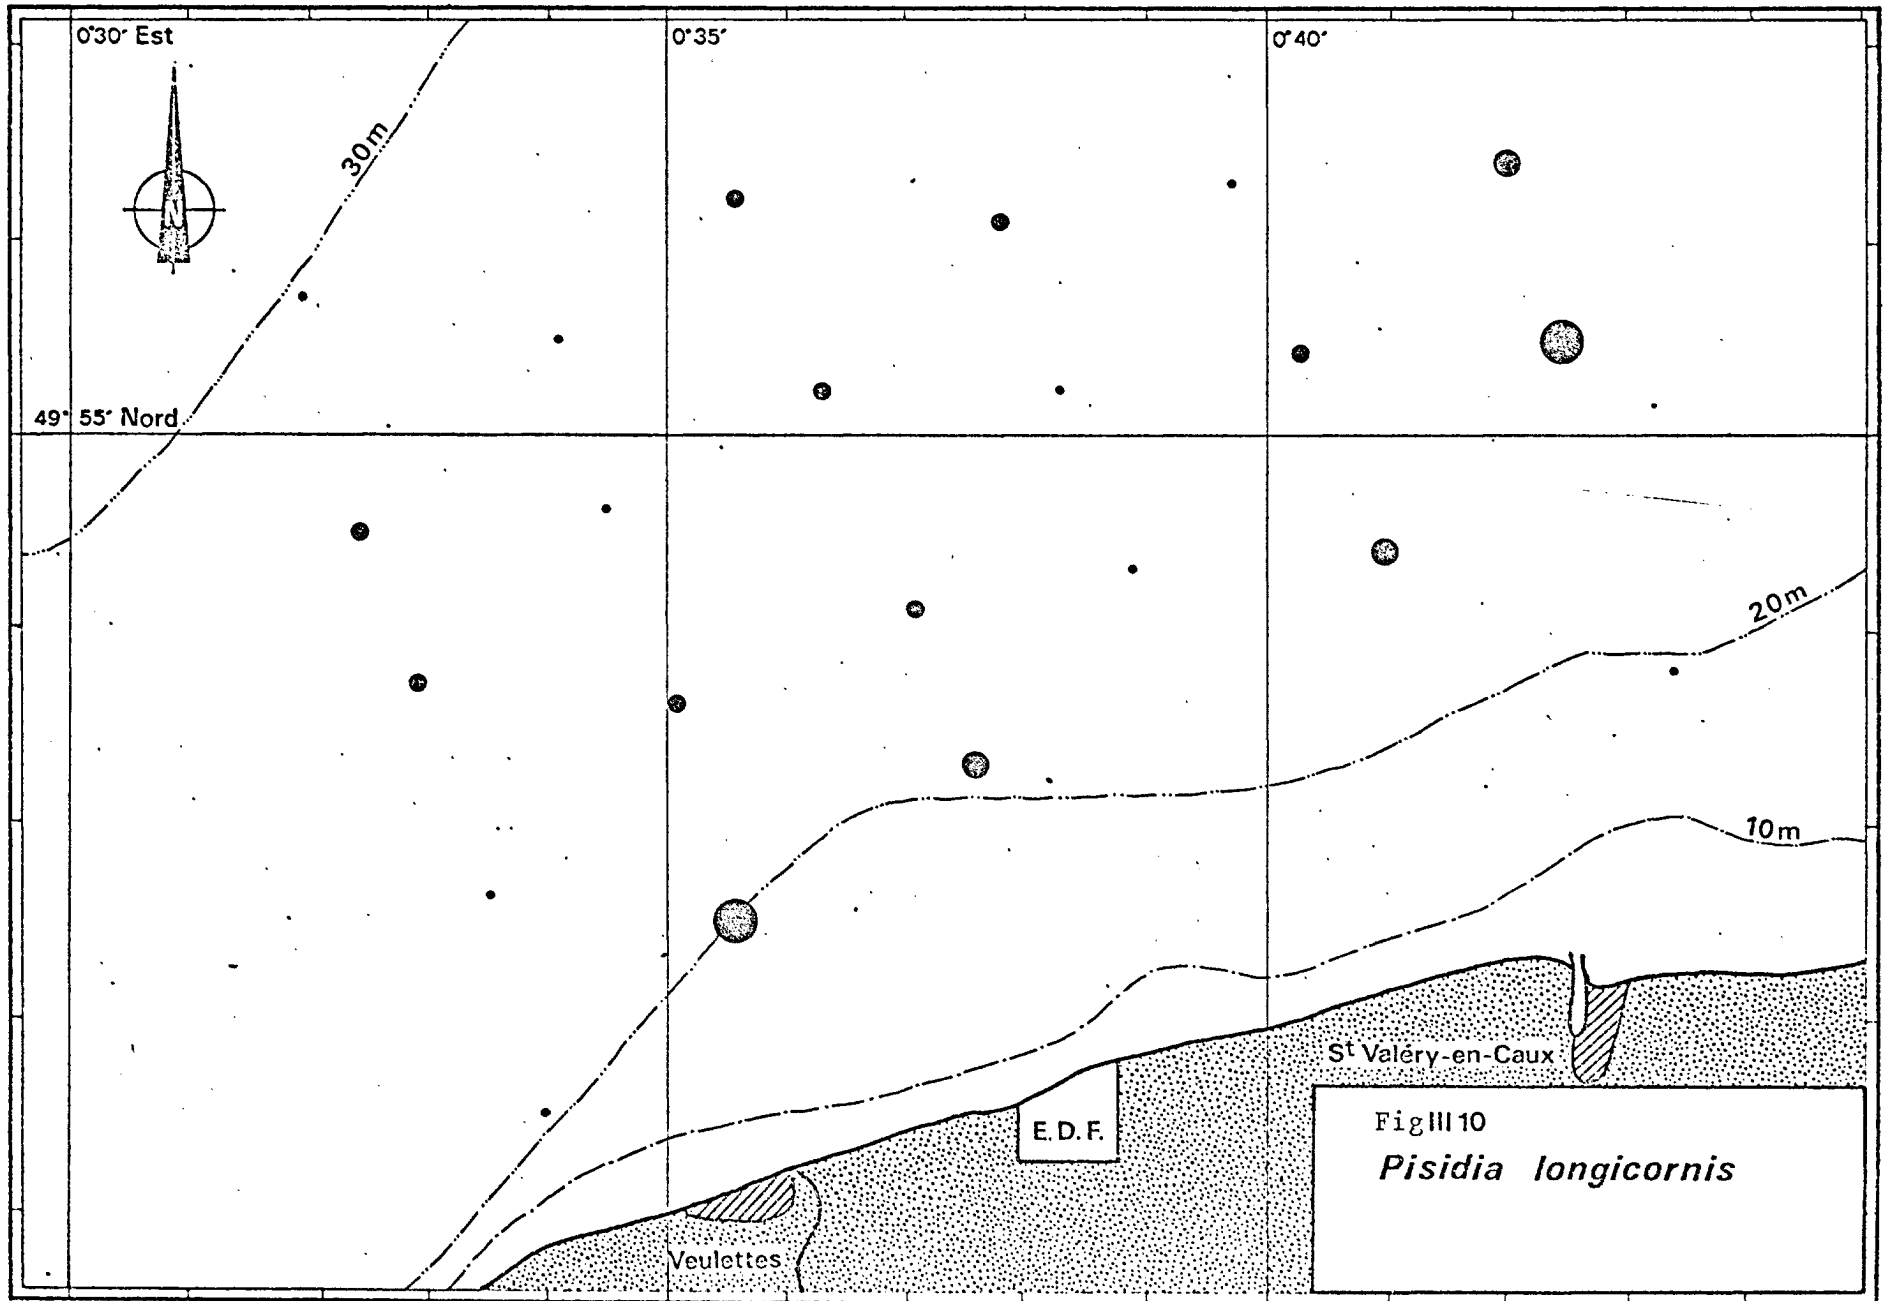 0°30' Est
0°35'
0°40'
N
30m
49° 55' Nord
20m
10m
St Valéry-en-Caux
E.D.F.
Veulettes
Fig III 10
Pisidia longicornis